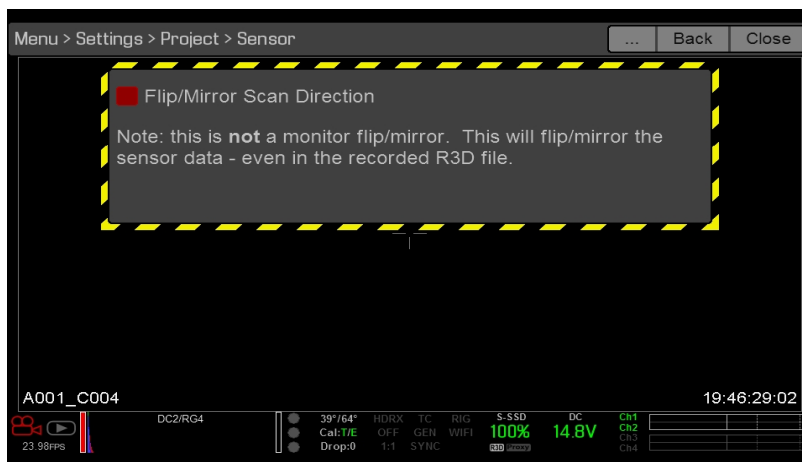 Menu > Settings > Project > Sensor ... Back Close
Flip/Mirror Scan Direction
Note: this is not a monitor flip/mirror. This will flip/mirror the
sensor data - even in the recorded R3D file.
A001_C004 19:46:29:02
DC2/RG4 39°/64° HDRX TC RIG S-SSD DC Ch1
Cal:T/E OFF GEN WIFI 100% 14.8V Ch2
23.98FPS Drop:0 1:1 SYNC R3D Proxy Ch3
Ch4